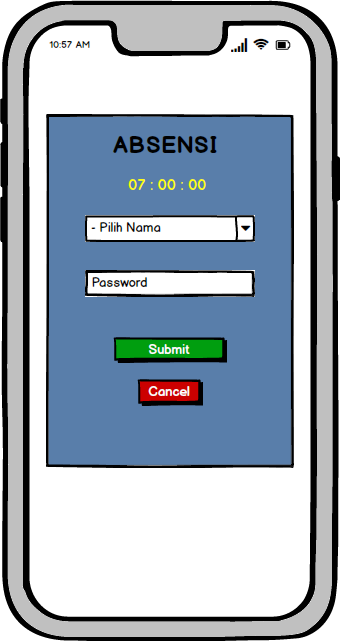 10:57 AM
ABSENSI
07 : 00 : 00
- Pilih Nama
Password
Submit
Cancel